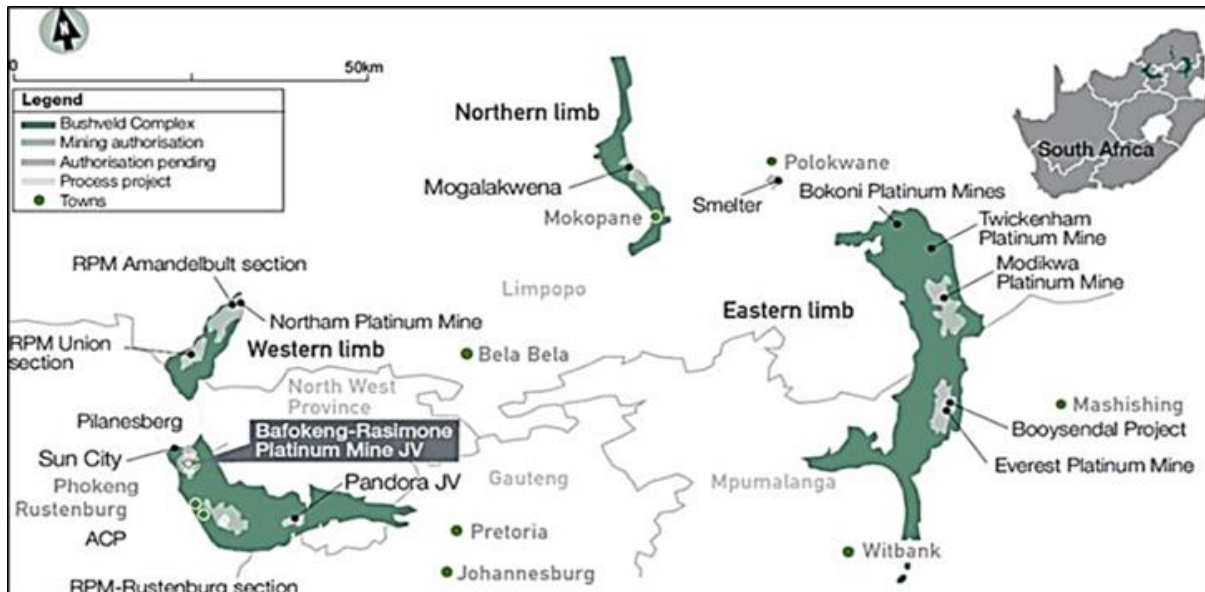 N
0
50km
Legend
Bushveld Complex
Mining authorisation
Authorisation pending
Process project
Towns
Northern limb
Mogalakwena
Mokopane
Polokwane
Smelter
Bokoni Platinum Mines
Twickenham
Platinum Mine
Modikwa
Platinum Mine
South Africa
RPM Amandelbult section
Northam Platinum Mine
RPM Union
section
Western limb
Limpopo
Eastern limb
Bela Bela
North West
Province
Pilanesberg
Bafokeng-Rasimone
Platinum Mine JV
Sun City
Phokeng
Rustenburg
ACP
Pandora JV
Gauteng
Mpumalanga
Mashishing
Booysendal Project
Everest Platinum Mine
Pretoria
Johannesburg
Witbank
RPM-Rustenburg section